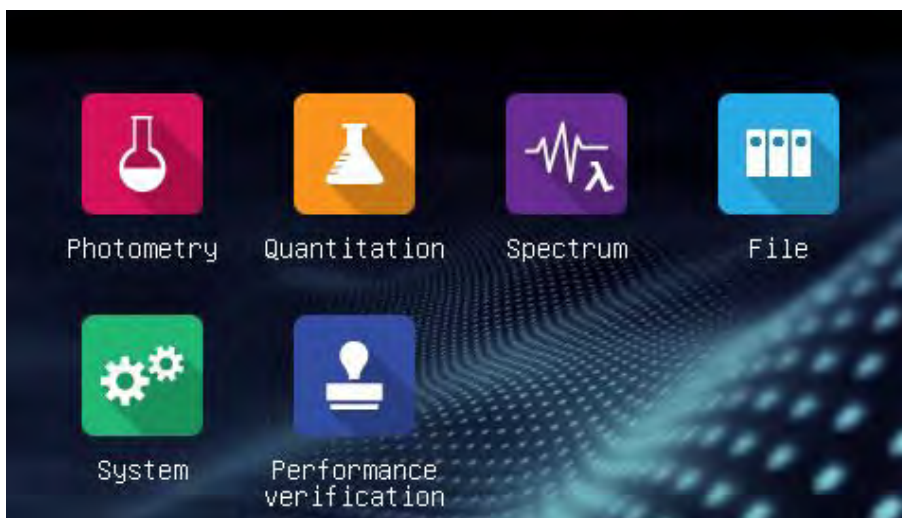 Photometry
Quantitation
Spectrum
File
System
Performance
verification